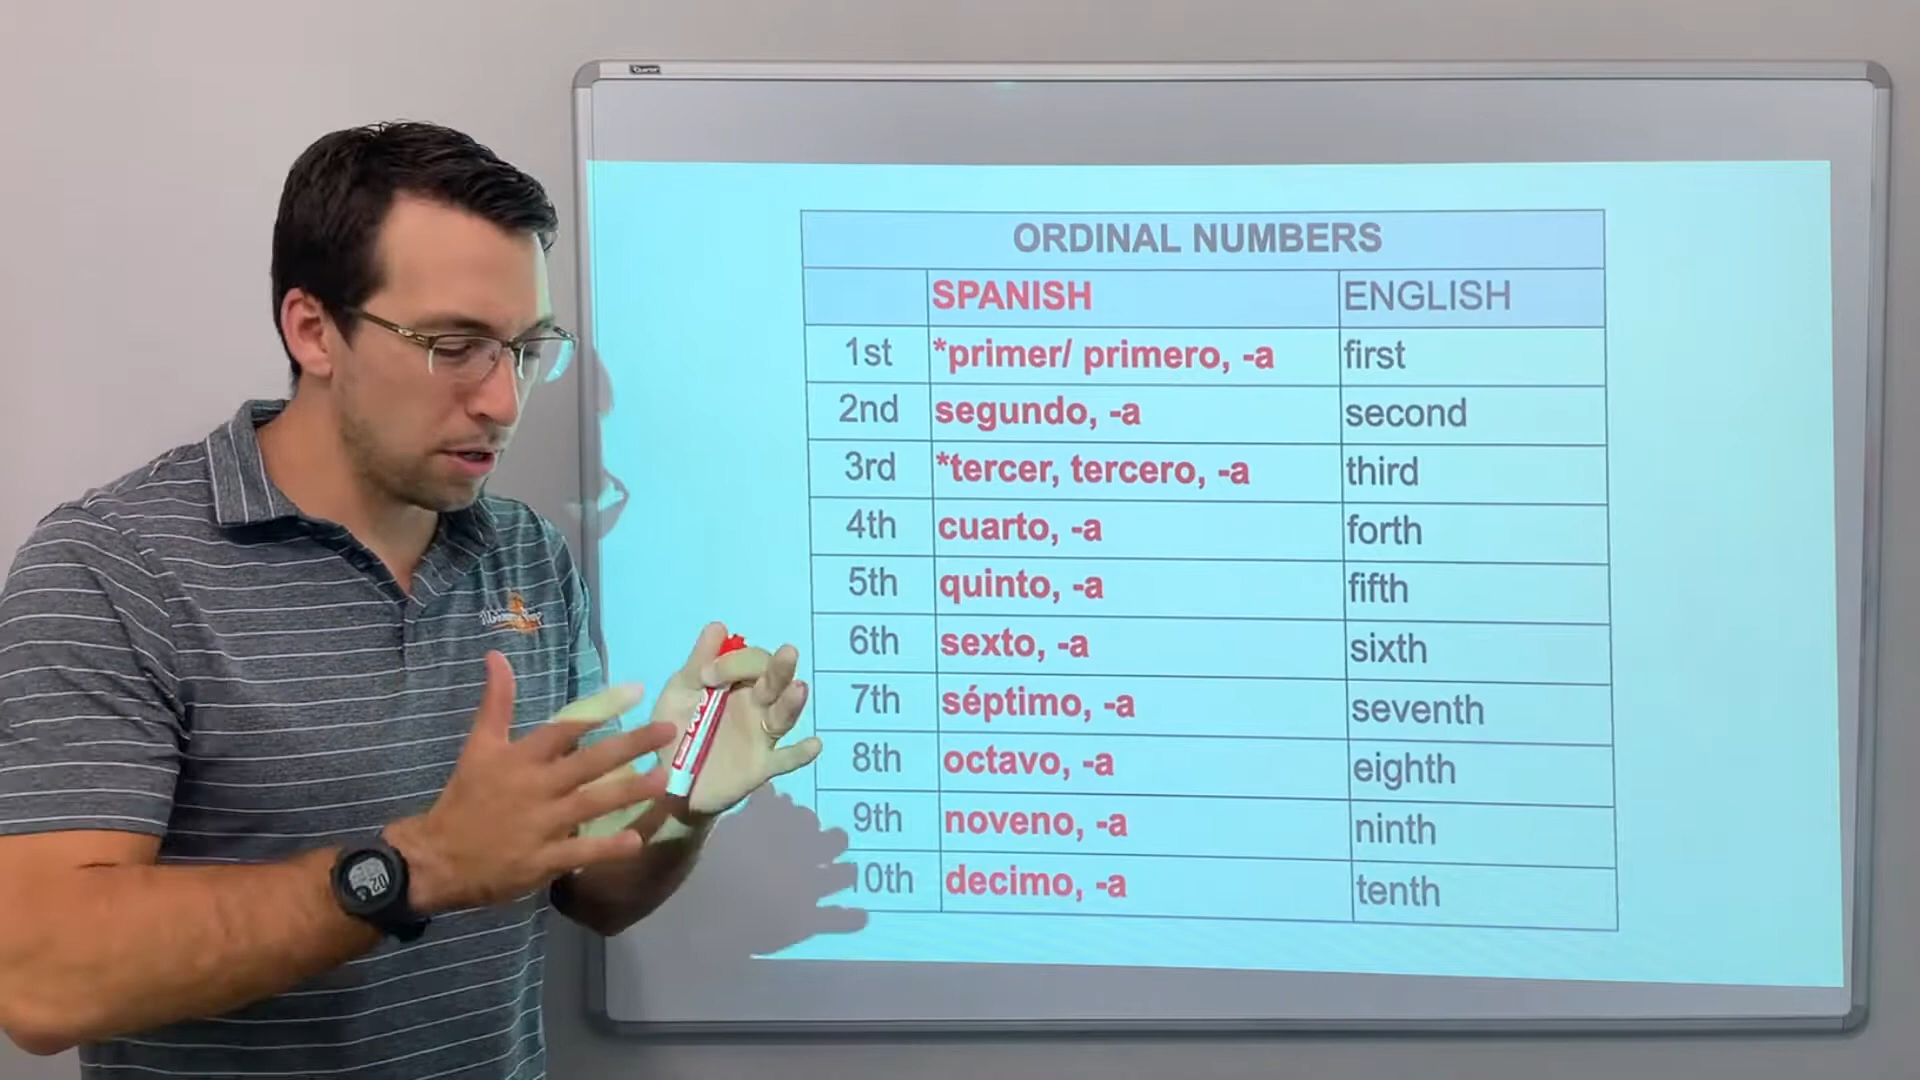 ORDINAL NUMBERS
SPANISH ENGLISH
1st *primer/ primero, -a first
2nd segundo, -a second
3rd *tercer, tercero, -a third
4th cuarto, -a forth
5th quinto, -a fifth
6th sexto, -a sixth
7th séptimo, -a seventh
8th octavo, -a eighth
9th noveno, -a ninth
10th decimo, -a tenth